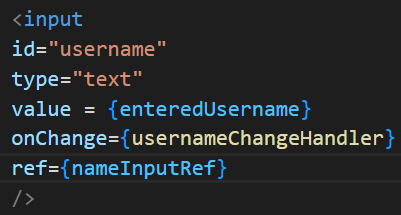 <input
id="username"
type="text"
value = {enteredUsername}
onChange={usernameChangeHandler}
ref={nameInputRef}
/>